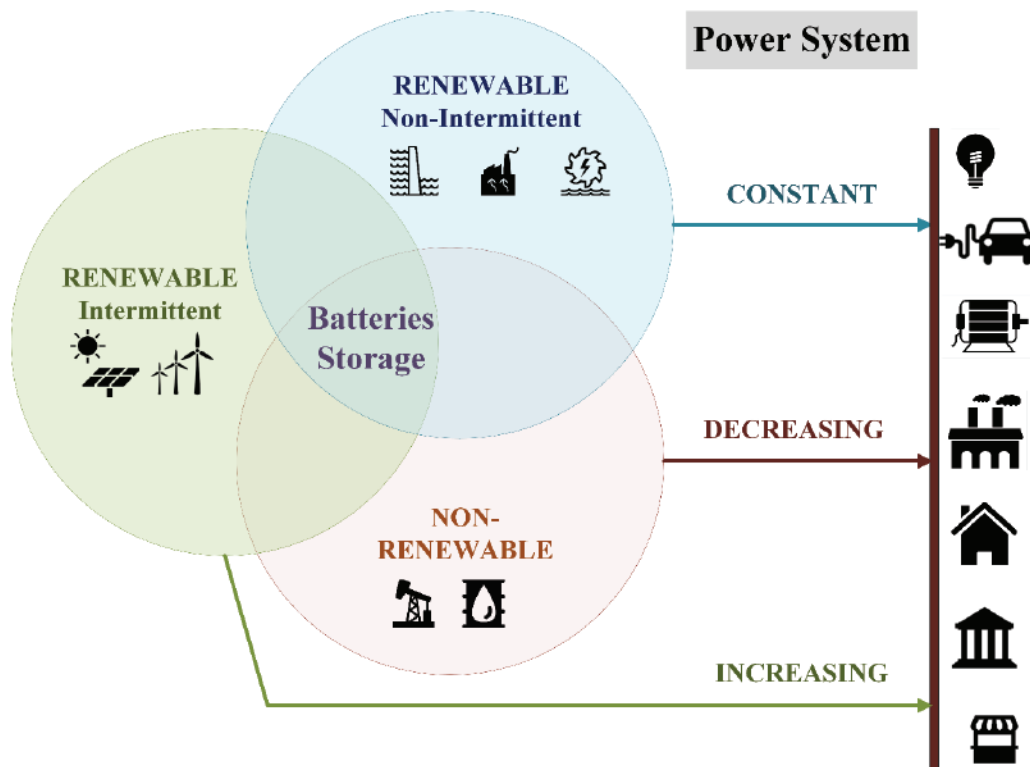 Power System
RENEWABLE
Non-Intermittent
CONSTANT
RENEWABLE
Intermittent
Batteries
Storage
DECREASING
NON-
RENEWABLE
INCREASING